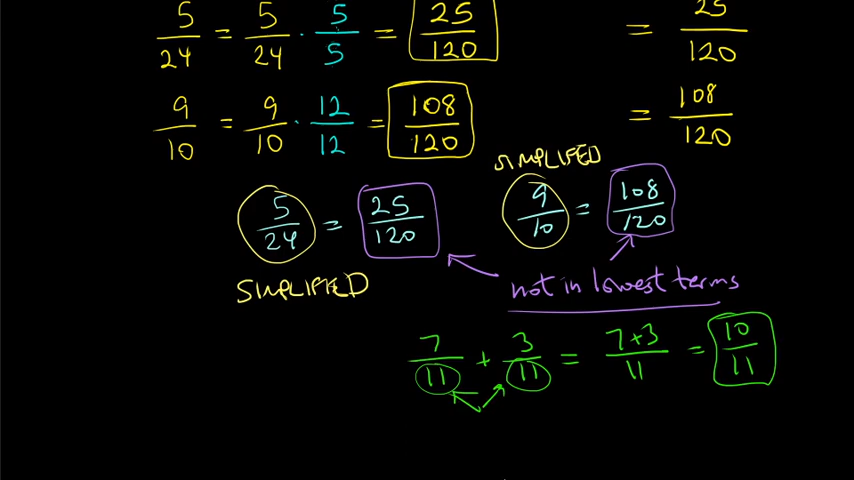 5/24 = 5/24 · 5/5 = 25/120 = 25/120
9/10 = 9/10 · 12/12 = 108/120 = 108/120
SIMPLIFED
5/24 = 25/120 9/10 = 108/120
SIMPLIFIED
not in lowest terms
7/11 + 3/11 = 7+3/11 = 10/11